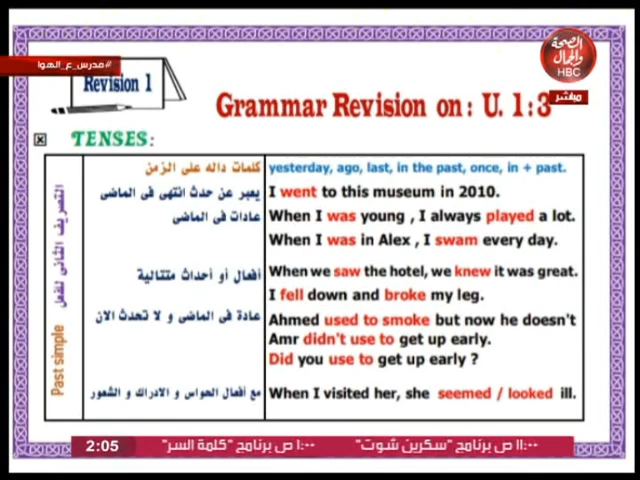 #مدرس_ع_الهوا
الصحة والجمال
HBC
مباشر
Revision 1
Grammar Revision on: U. 1:3
TENSES:
التصريف الثانى للفعل
Past simple
كلمات داله على الزمن
yesterday, ago, last, in the past, once, in + past.
يعبر عن حدث انتهى فى الماضى
I went to this museum in 2010.
عادات فى الماضى
When I was young , I always played a lot.
When I was in Alex , I swam every day.
أفعال أو أحداث متتالية
When we saw the hotel, we knew it was great.
I fell down and broke my leg.
عادة فى الماضى و لا تحدث الان
Ahmed used to smoke but now he doesn't
Amr didn't use to get up early.
Did you use to get up early ?
مع أفعال الحواس و الادراك و الشعور
When I visited her, she seemed / looked ill.
2:05
١:٠٠ ص برنامج "كلمة السر"
١١:٠٠ ص برنامج "سكرين شوت"